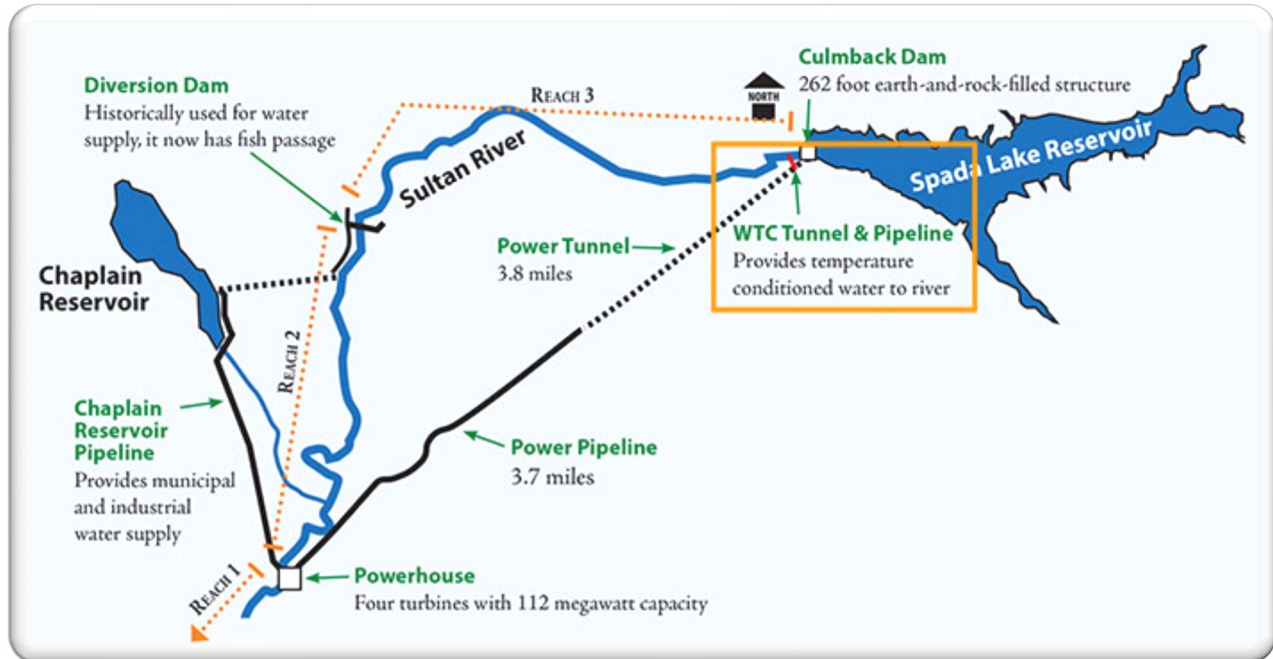 Culmback Dam
262 foot earth-and-rock-filled structure
Diversion Dam
Historically used for water
supply, it now has fish passage
REACH 3
NORTH
Sultan River
Spada Lake Reservoir
Power Tunnel
3.8 miles
WTC Tunnel & Pipeline
Provides temperature
conditioned water to river
Chaplain
Reservoir
REACH 2
Chaplain
Reservoir
Pipeline
Provides municipal
and industrial
water supply
Power Pipeline
3.7 miles
REACH 1
Powerhouse
Four turbines with 112 megawatt capacity